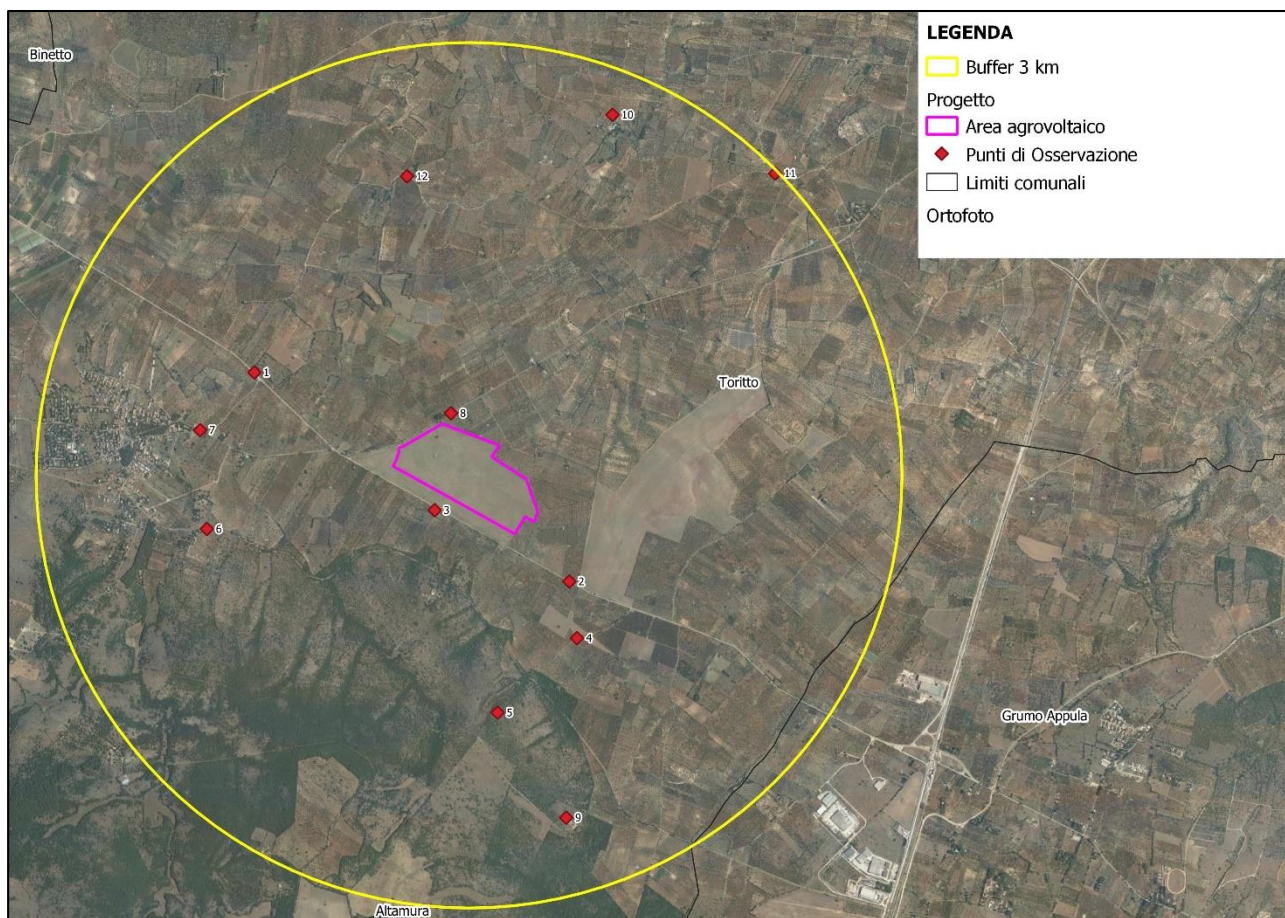 LEGENDA
Buffer 3 km
Progetto
Area agrovoltaico
Punti di Osservazione
Limiti comunali
Ortofoto
Binetto
10
11
12
1
Toritto
8
7
3
6
2
4
5
Grumo Appula
9
Altamura